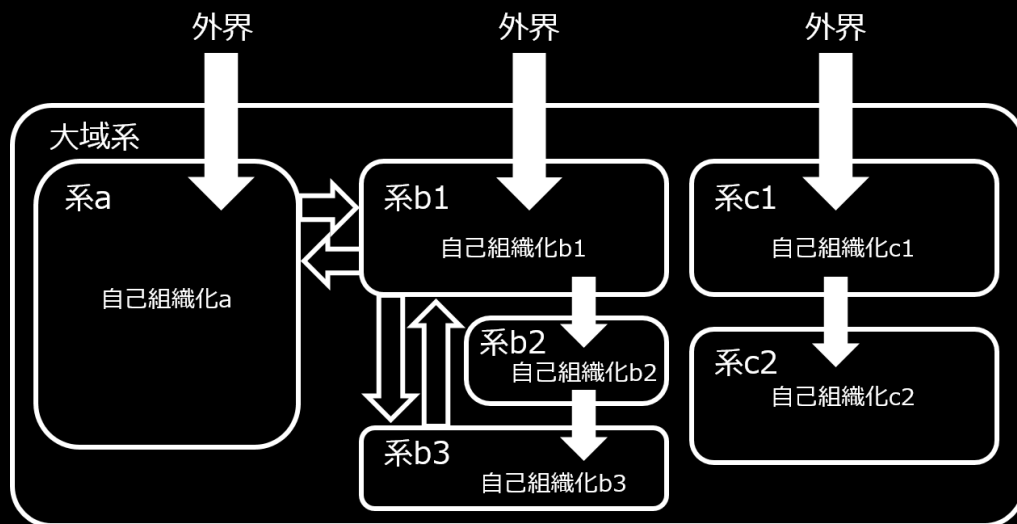 外界
外界
外界
大域系
系a
自己組織化a
系b1
自己組織化b1
系b2
自己組織化b2
系b3
自己組織化b3
系c1
自己組織化c1
系c2
自己組織化c2